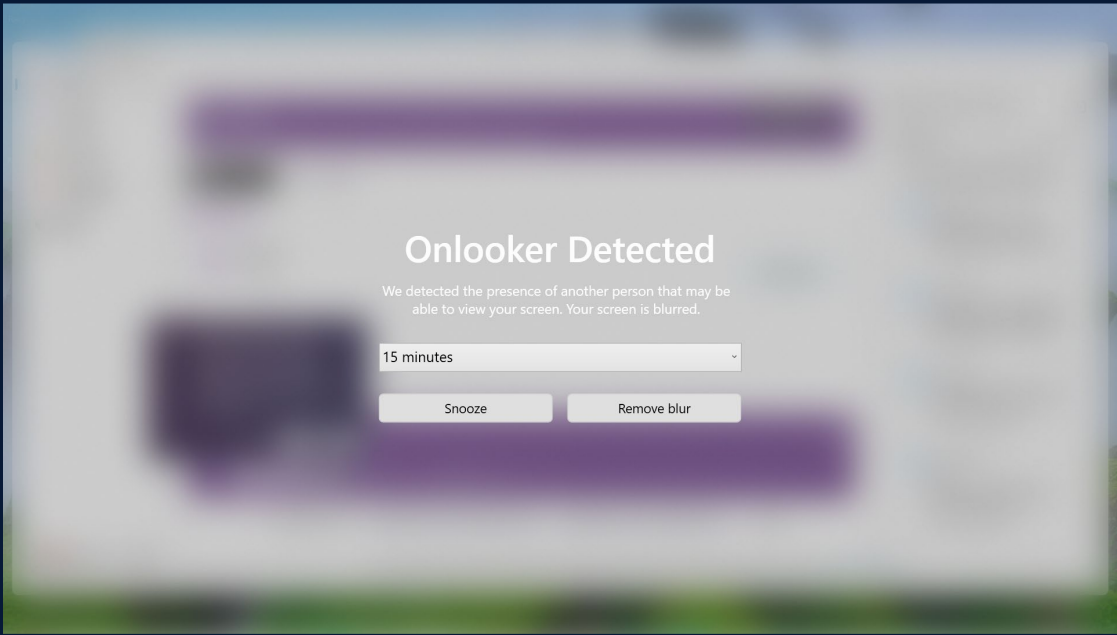 Onlooker Detected
We detected the presence of another person that may be
able to view your screen. Your screen is blurred.
15 minutes
Snooze
Remove blur